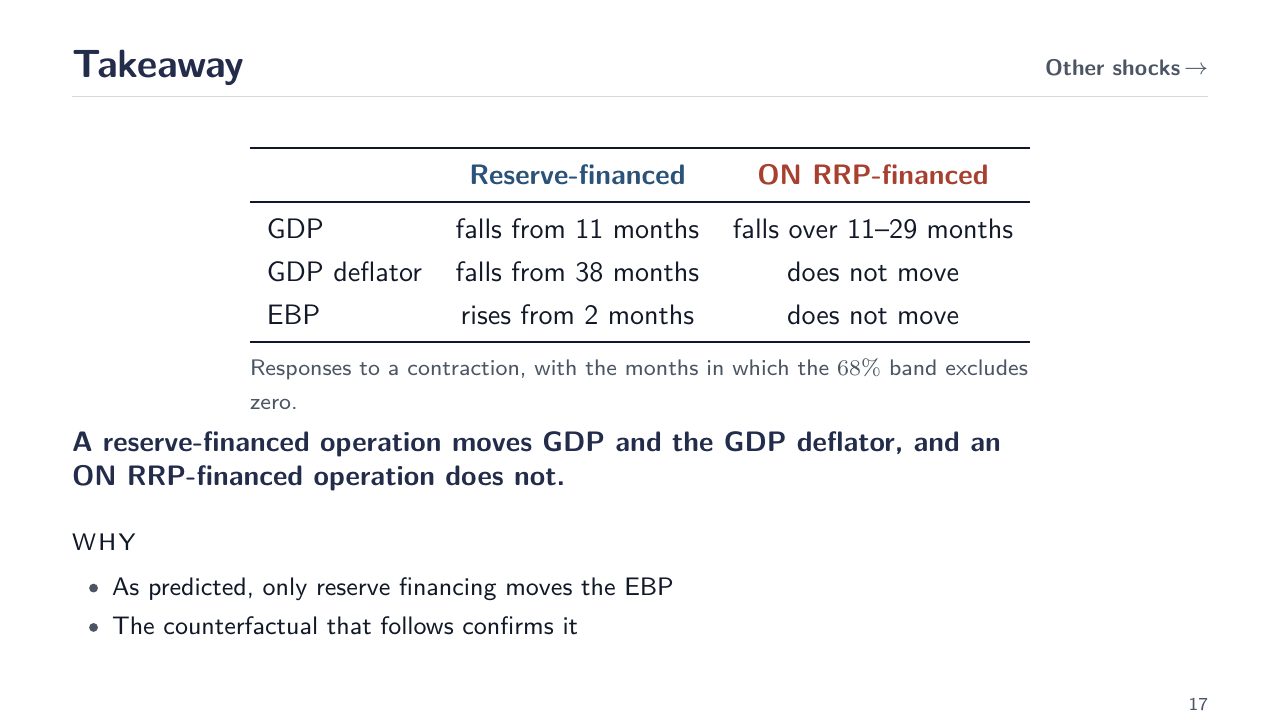 Takeaway
Other shocks →
Reserve-financed ON RRP-financed
GDP falls from 11 months falls over 11–29 months
GDP deflator falls from 38 months does not move
EBP rises from 2 months does not move
Responses to a contraction, with the months in which the 68% band excludes
zero.
A reserve-financed operation moves GDP and the GDP deflator, and an
ON RRP-financed operation does not.
WHY
• As predicted, only reserve financing moves the EBP
• The counterfactual that follows confirms it
17